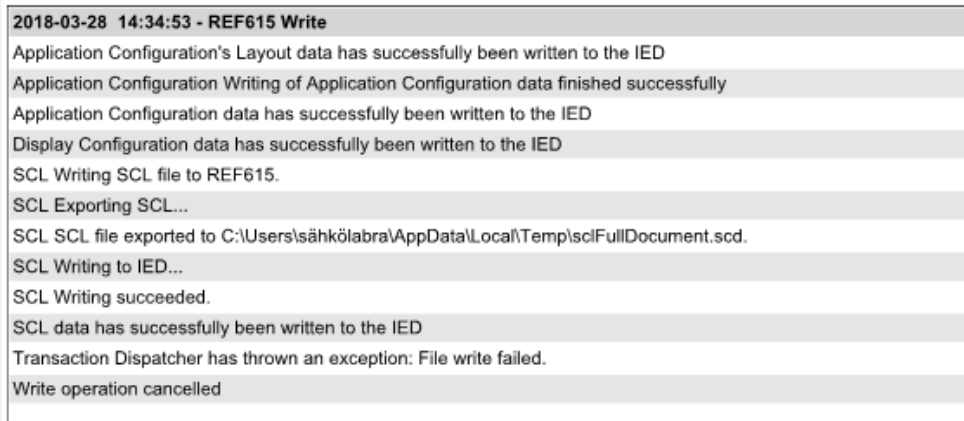 2018-03-28 14:34:53 - REF615 Write
Application Configuration's Layout data has successfully been written to the IED
Application Configuration Writing of Application Configuration data finished successfully
Application Configuration data has successfully been written to the IED
Display Configuration data has successfully been written to the IED
SCL Writing SCL file to REF615.
SCL Exporting SCL...
SCL SCL file exported to C:\Users\sähkölabra\AppData\Local\Temp\sclFullDocument.scd.
SCL Writing to IED...
SCL Writing succeeded.
SCL data has successfully been written to the IED
Transaction Dispatcher has thrown an exception: File write failed.
Write operation cancelled